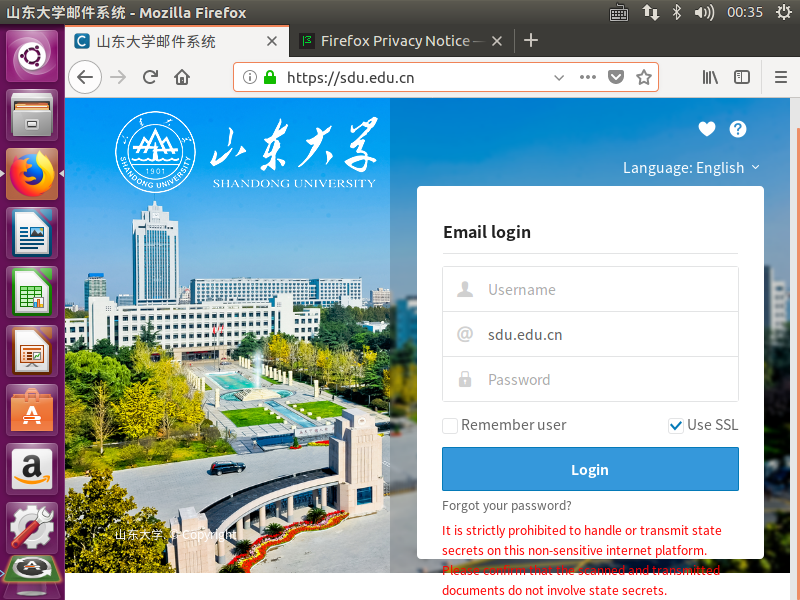 山东大学邮件系统 - Mozilla Firefox
00:35
山东大学邮件系统
Firefox Privacy Notice —
https://sdu.edu.cn
山东大学
SHANDONG UNIVERSITY
SHANDONG UNIVERSITY
1901
Language: English
Email login
Username
@ sdu.edu.cn
Password
Remember user
Use SSL
Login
Forgot your password?
It is strictly prohibited to handle or transmit state
secrets on this non-sensitive internet platform.
Please confirm that the scanned and transmitted
documents do not involve state secrets.
山东大学 © Copyright